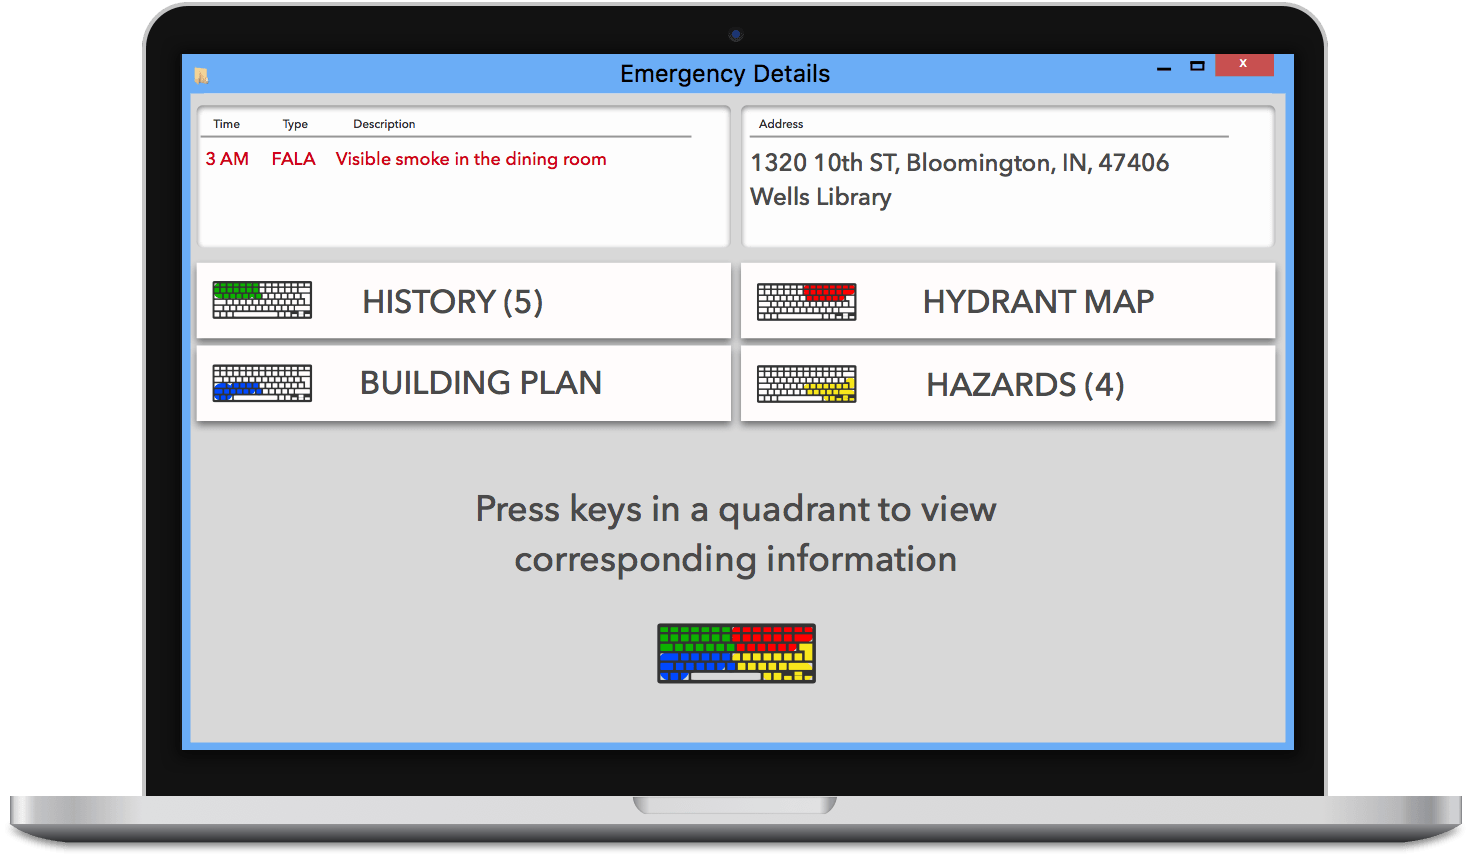 Emergency Details
X
Time Type Description
3 AM FALA Visible smoke in the dining room
Address
1320 10th ST, Bloomington, IN, 47406
Wells Library
HISTORY (5)
HYDRANT MAP
BUILDING PLAN
HAZARDS (4)
Press keys in a quadrant to view
corresponding information